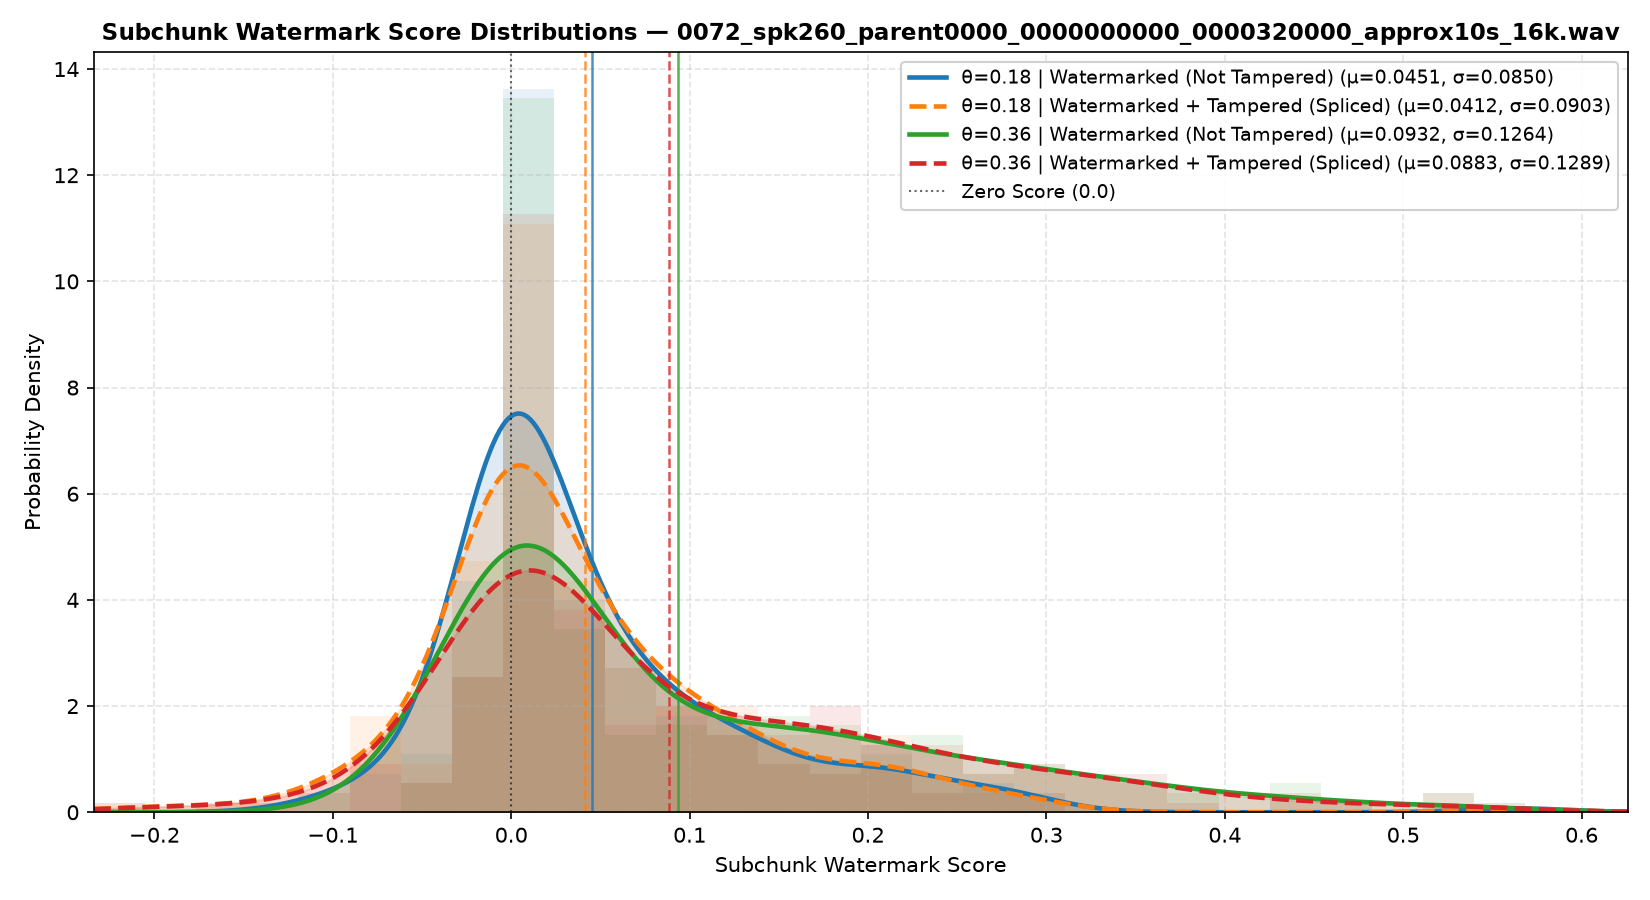 Subchunk Watermark Score Distributions — 0072_spk260_parent0000_0000000000_0000320000_approx10s_16k.wav
θ=0.18 | Watermarked (Not Tampered) (μ=0.0451, σ=0.0850)
θ=0.18 | Watermarked + Tampered (Spliced) (μ=0.0412, σ=0.0903)
θ=0.36 | Watermarked (Not Tampered) (μ=0.0932, σ=0.1264)
θ=0.36 | Watermarked + Tampered (Spliced) (μ=0.0883, σ=0.1289)
Zero Score (0.0)
Probability Density
14
12
10
8
6
4
2
0
−0.2 −0.1 0.0 0.1 0.2 0.3 0.4 0.5 0.6
Subchunk Watermark Score